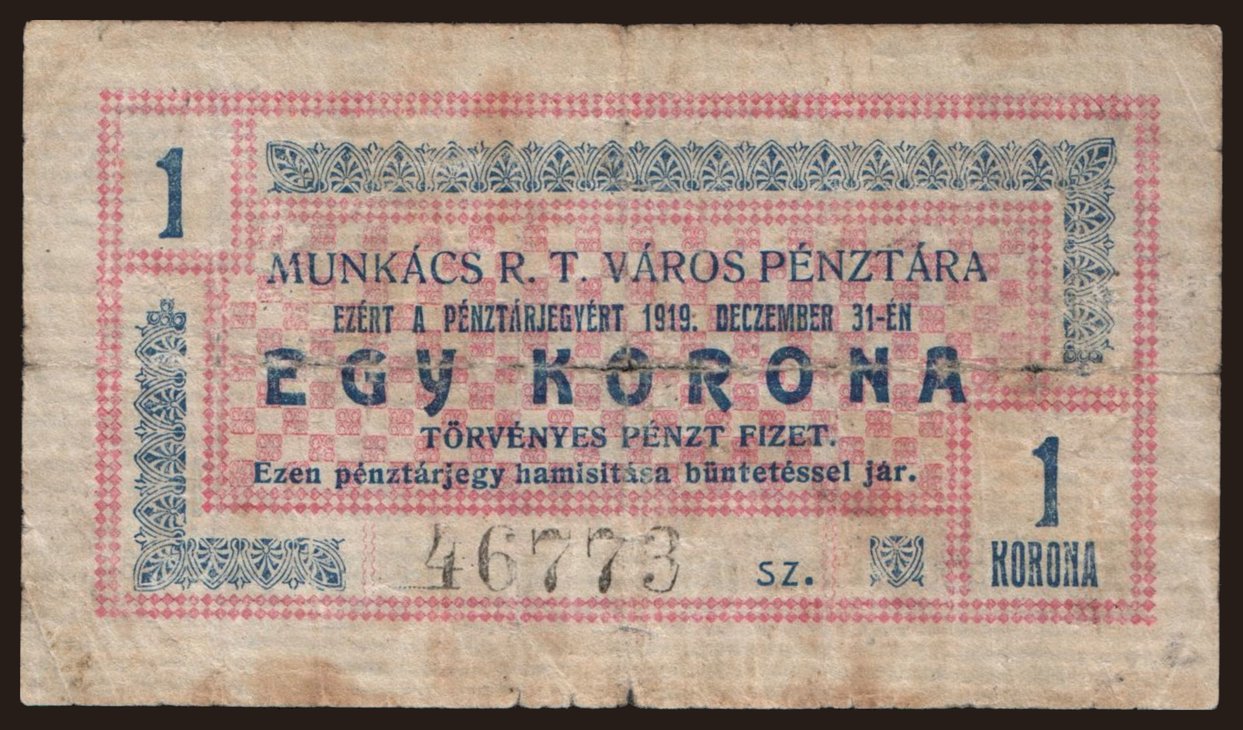 1
MUNKÁCS R. T. VÁROS PÉNZTÁRA
EZÉRT A PÉNZTÁRJEGYÉRT 1919. DECZEMBER 31-ÉN
EGY KORONA
TÖRVÉNYES PÉNZT FIZET.
Ezen pénztárjegy hamisitása büntetéssel jár.
46773 SZ.
1
KORONA